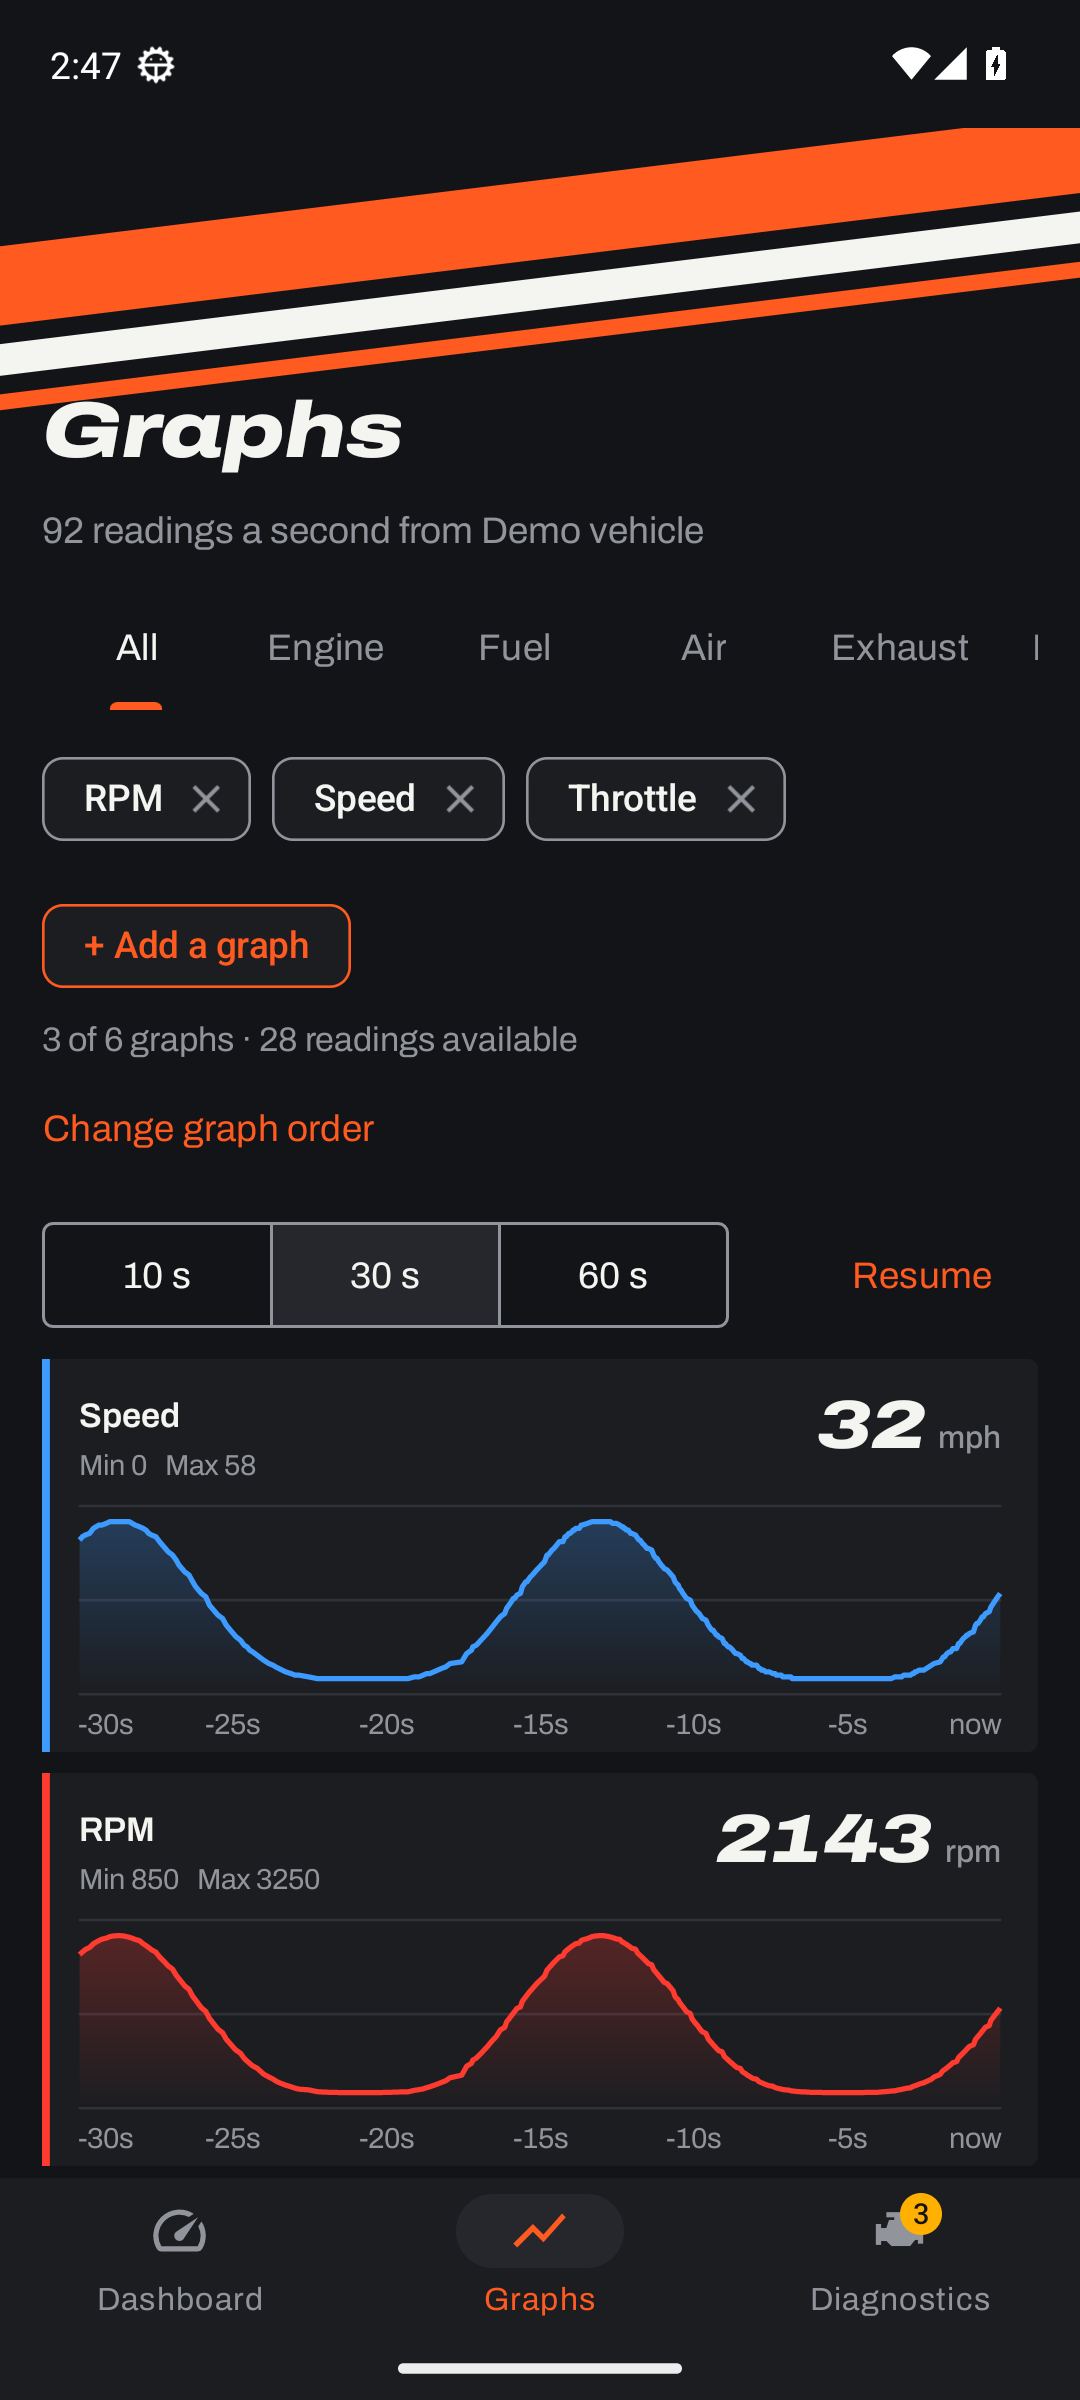 2:47
Graphs
92 readings a second from Demo vehicle
All Engine Fuel Air Exhaust
RPM Speed Throttle
+ Add a graph
3 of 6 graphs · 28 readings available
Change graph order
10 s 30 s 60 s Resume
Speed 32 mph
Min 0 Max 58
-30s -25s -20s -15s -10s -5s now
RPM 2143 rpm
Min 850 Max 3250
-30s -25s -20s -15s -10s -5s now
3
Dashboard Graphs Diagnostics